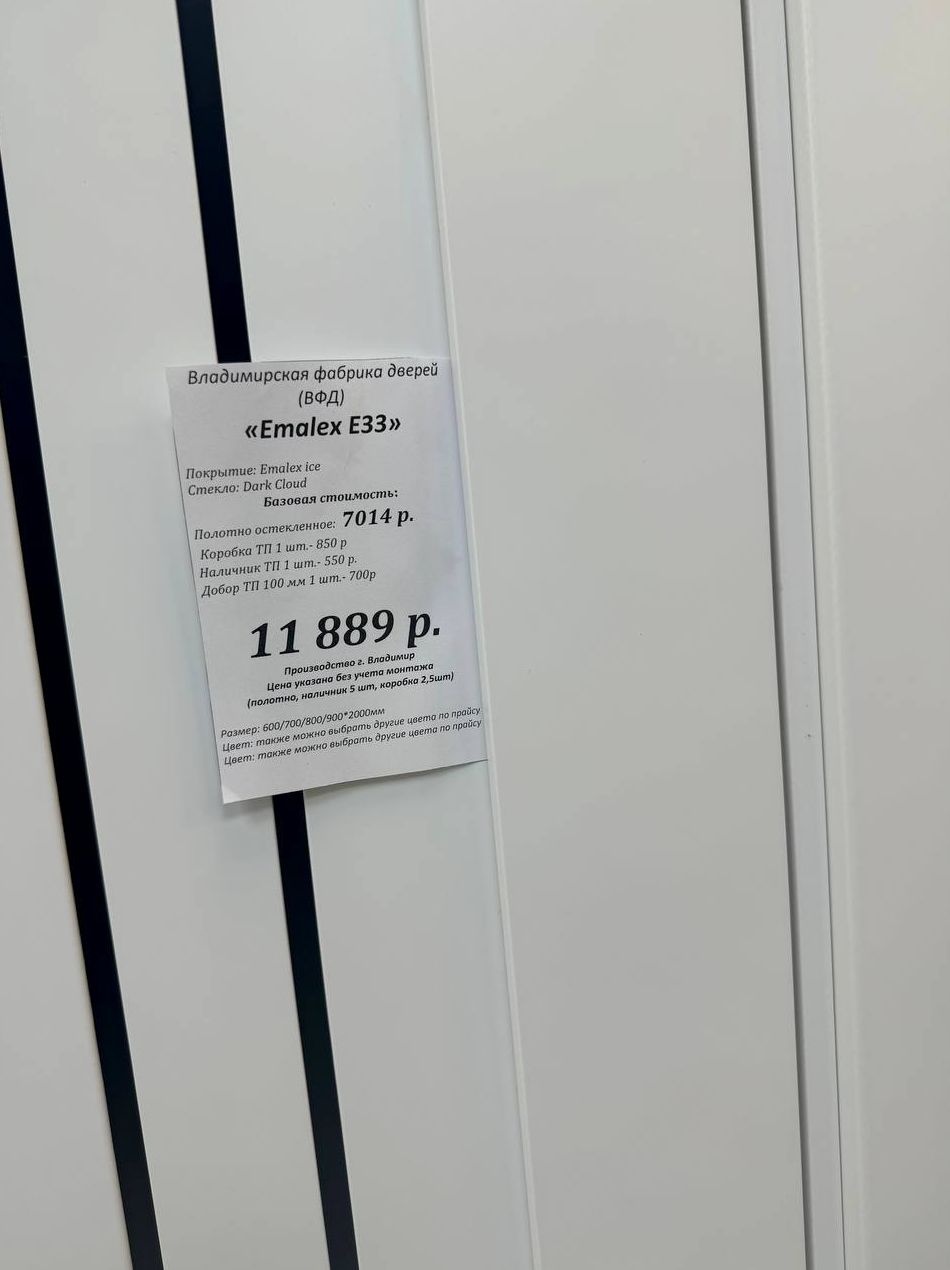 Владимирская фабрика дверей
(ВФД)
«Emalex E33»
Покрытие: Emalex ice
Стекло: Dark Cloud
Базовая стоимость:
Полотно остекленное: 7014 р.
Коробка ТП 1 шт.- 850 р
Наличник ТП 1 шт.- 550 р.
Добор ТП 100 мм 1 шт.- 700р
11 889 р.
Производство г. Владимир
Цена указана без учета монтажа
(полотно, наличник 5 шт, коробка 2,5шт)
Размер: 600/700/800/900*2000мм
Цвет: также можно выбрать другие цвета по прайсу
Цвет: также можно выбрать другие цвета по прайсу